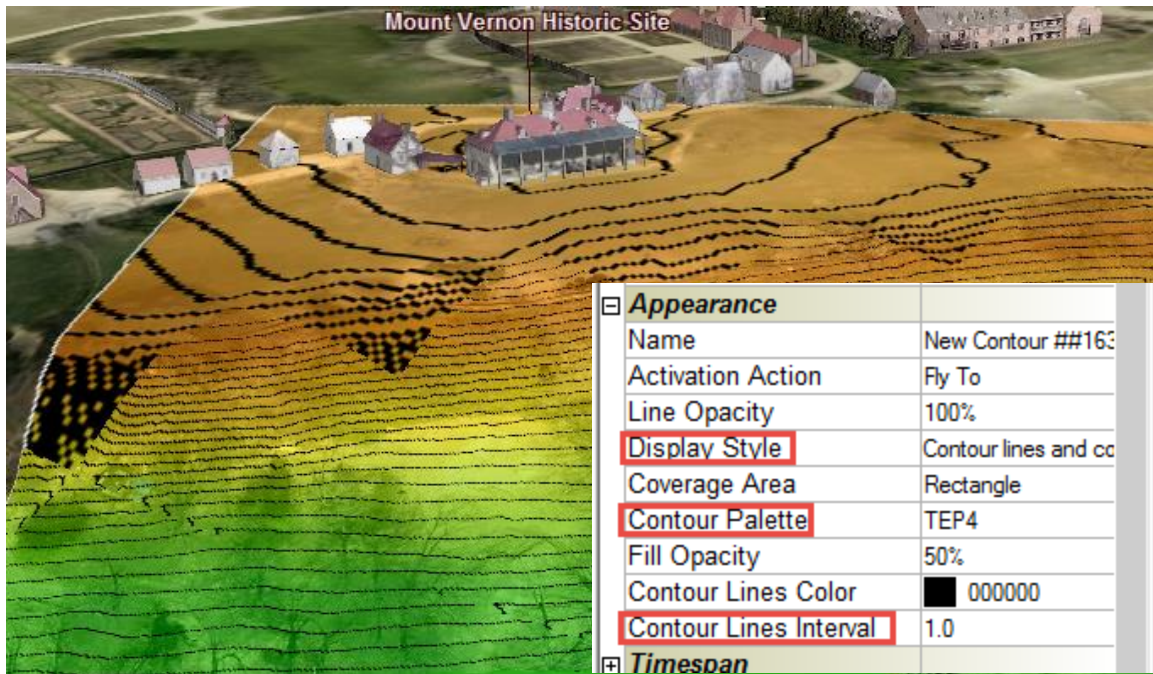 Mount Vernon Historic Site
Appearance
Name New Contour ##163
Activation Action Fly To
Line Opacity 100%
Display Style Contour lines and co
Coverage Area Rectangle
Contour Palette TEP4
Fill Opacity 50%
Contour Lines Color 000000
Contour Lines Interval 1.0
Timespan